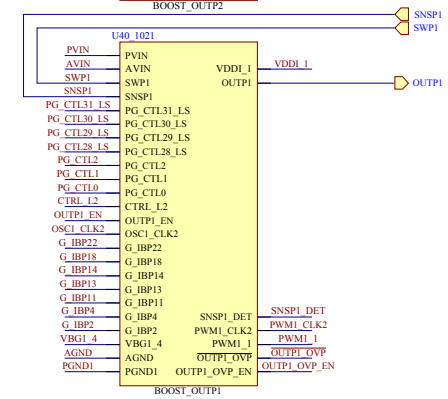 BOOST_OUTP2
SNSP1
SWP1
U40_1021
PVIN PVIN
AVIN AVIN VDDI_1 VDDI_1
SWP1 SWP1 OUTP1 OUTP1
SNSP1 SNSP1
PG_CTL31_LS PG_CTL31_LS
PG_CTL30_LS PG_CTL30_LS
PG_CTL29_LS PG_CTL29_LS
PG_CTL28_LS PG_CTL28_LS
PG_CTL2 PG_CTL2
PG_CTL1 PG_CTL1
PG_CTL0 PG_CTL0
CTRL_L2 CTRL_L2
OUTP1_EN OUTP1_EN
OSC1_CLK2 OSC1_CLK2
G_IBP22 G_IBP22
G_IBP18 G_IBP18
G_IBP14 G_IBP14
G_IBP13 G_IBP13
G_IBP11 G_IBP11
G_IBP4 G_IBP4 SNSP1_DET SNSP1_DET
G_IBP2 G_IBP2 PWM1_CLK2 PWM1_CLK2
VBG1_4 VBG1_4 PWM1_1 PWM1_1
AGND AGND OUTP1_OVP OUTP1_OVP
PGND1 PGND1 OUTP1_OVP_EN OUTP1_OVP_EN
BOOST_OUTP1